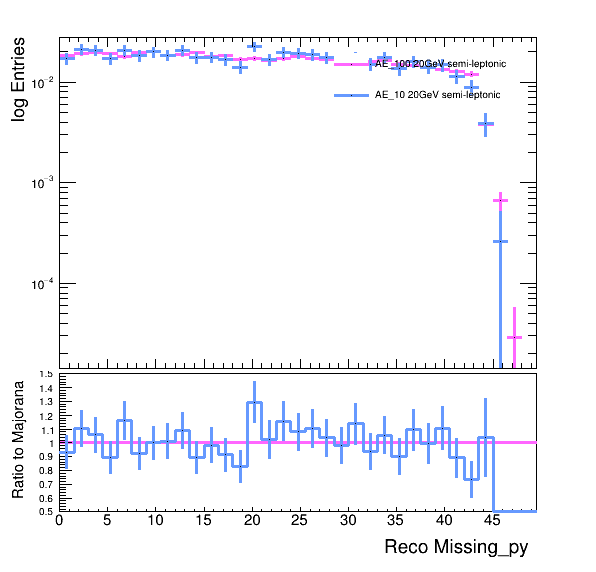 log Entries
10⁻²
10⁻³
10⁻⁴
AE_100 20GeV semi-leptonic
AE_10 20GeV semi-leptonic
Ratio to Majorana
1.5
1.4
1.3
1.2
1.1
1
0.9
0.8
0.7
0.6
0.5
0 5 10 15 20 25 30 35 40 45
Reco Missing_py